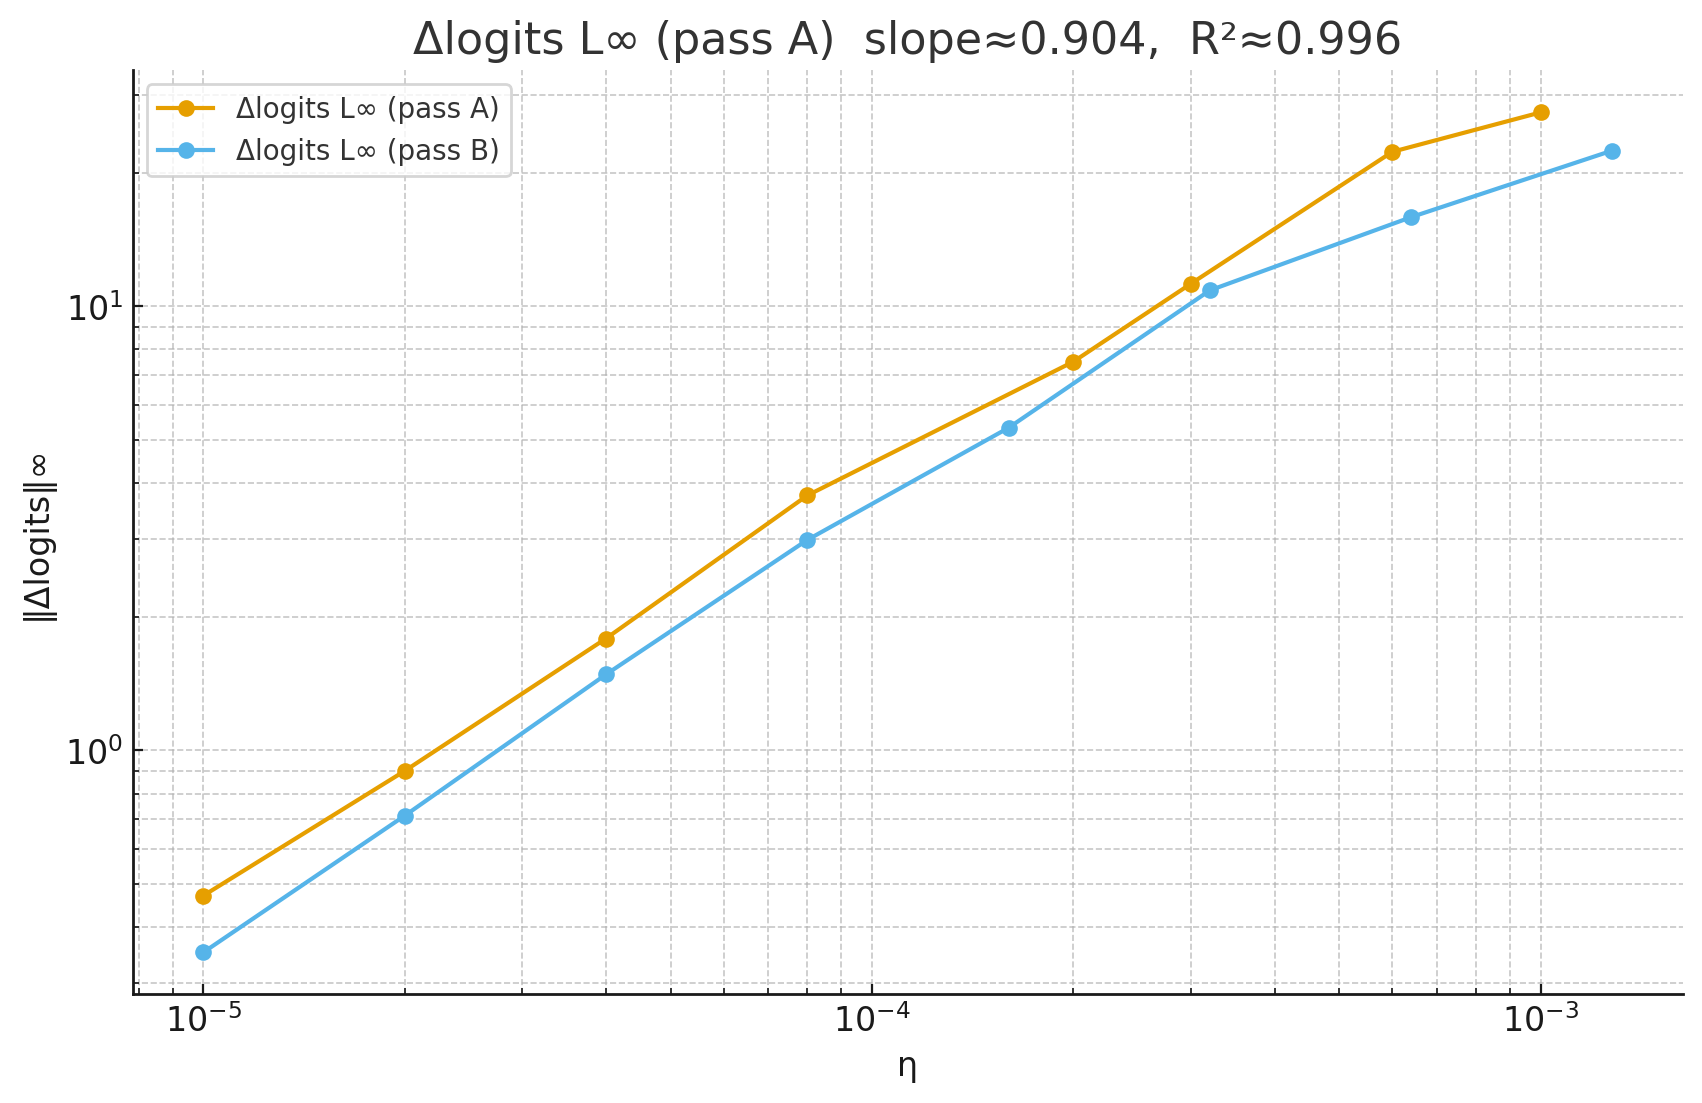 Δlogits L∞ (pass A)  slope≈0.904,  R²≈0.996
Δlogits L∞ (pass A)
Δlogits L∞ (pass B)
‖Δlogits‖∞
10¹
10⁰
10⁻⁵
10⁻⁴
10⁻³
η